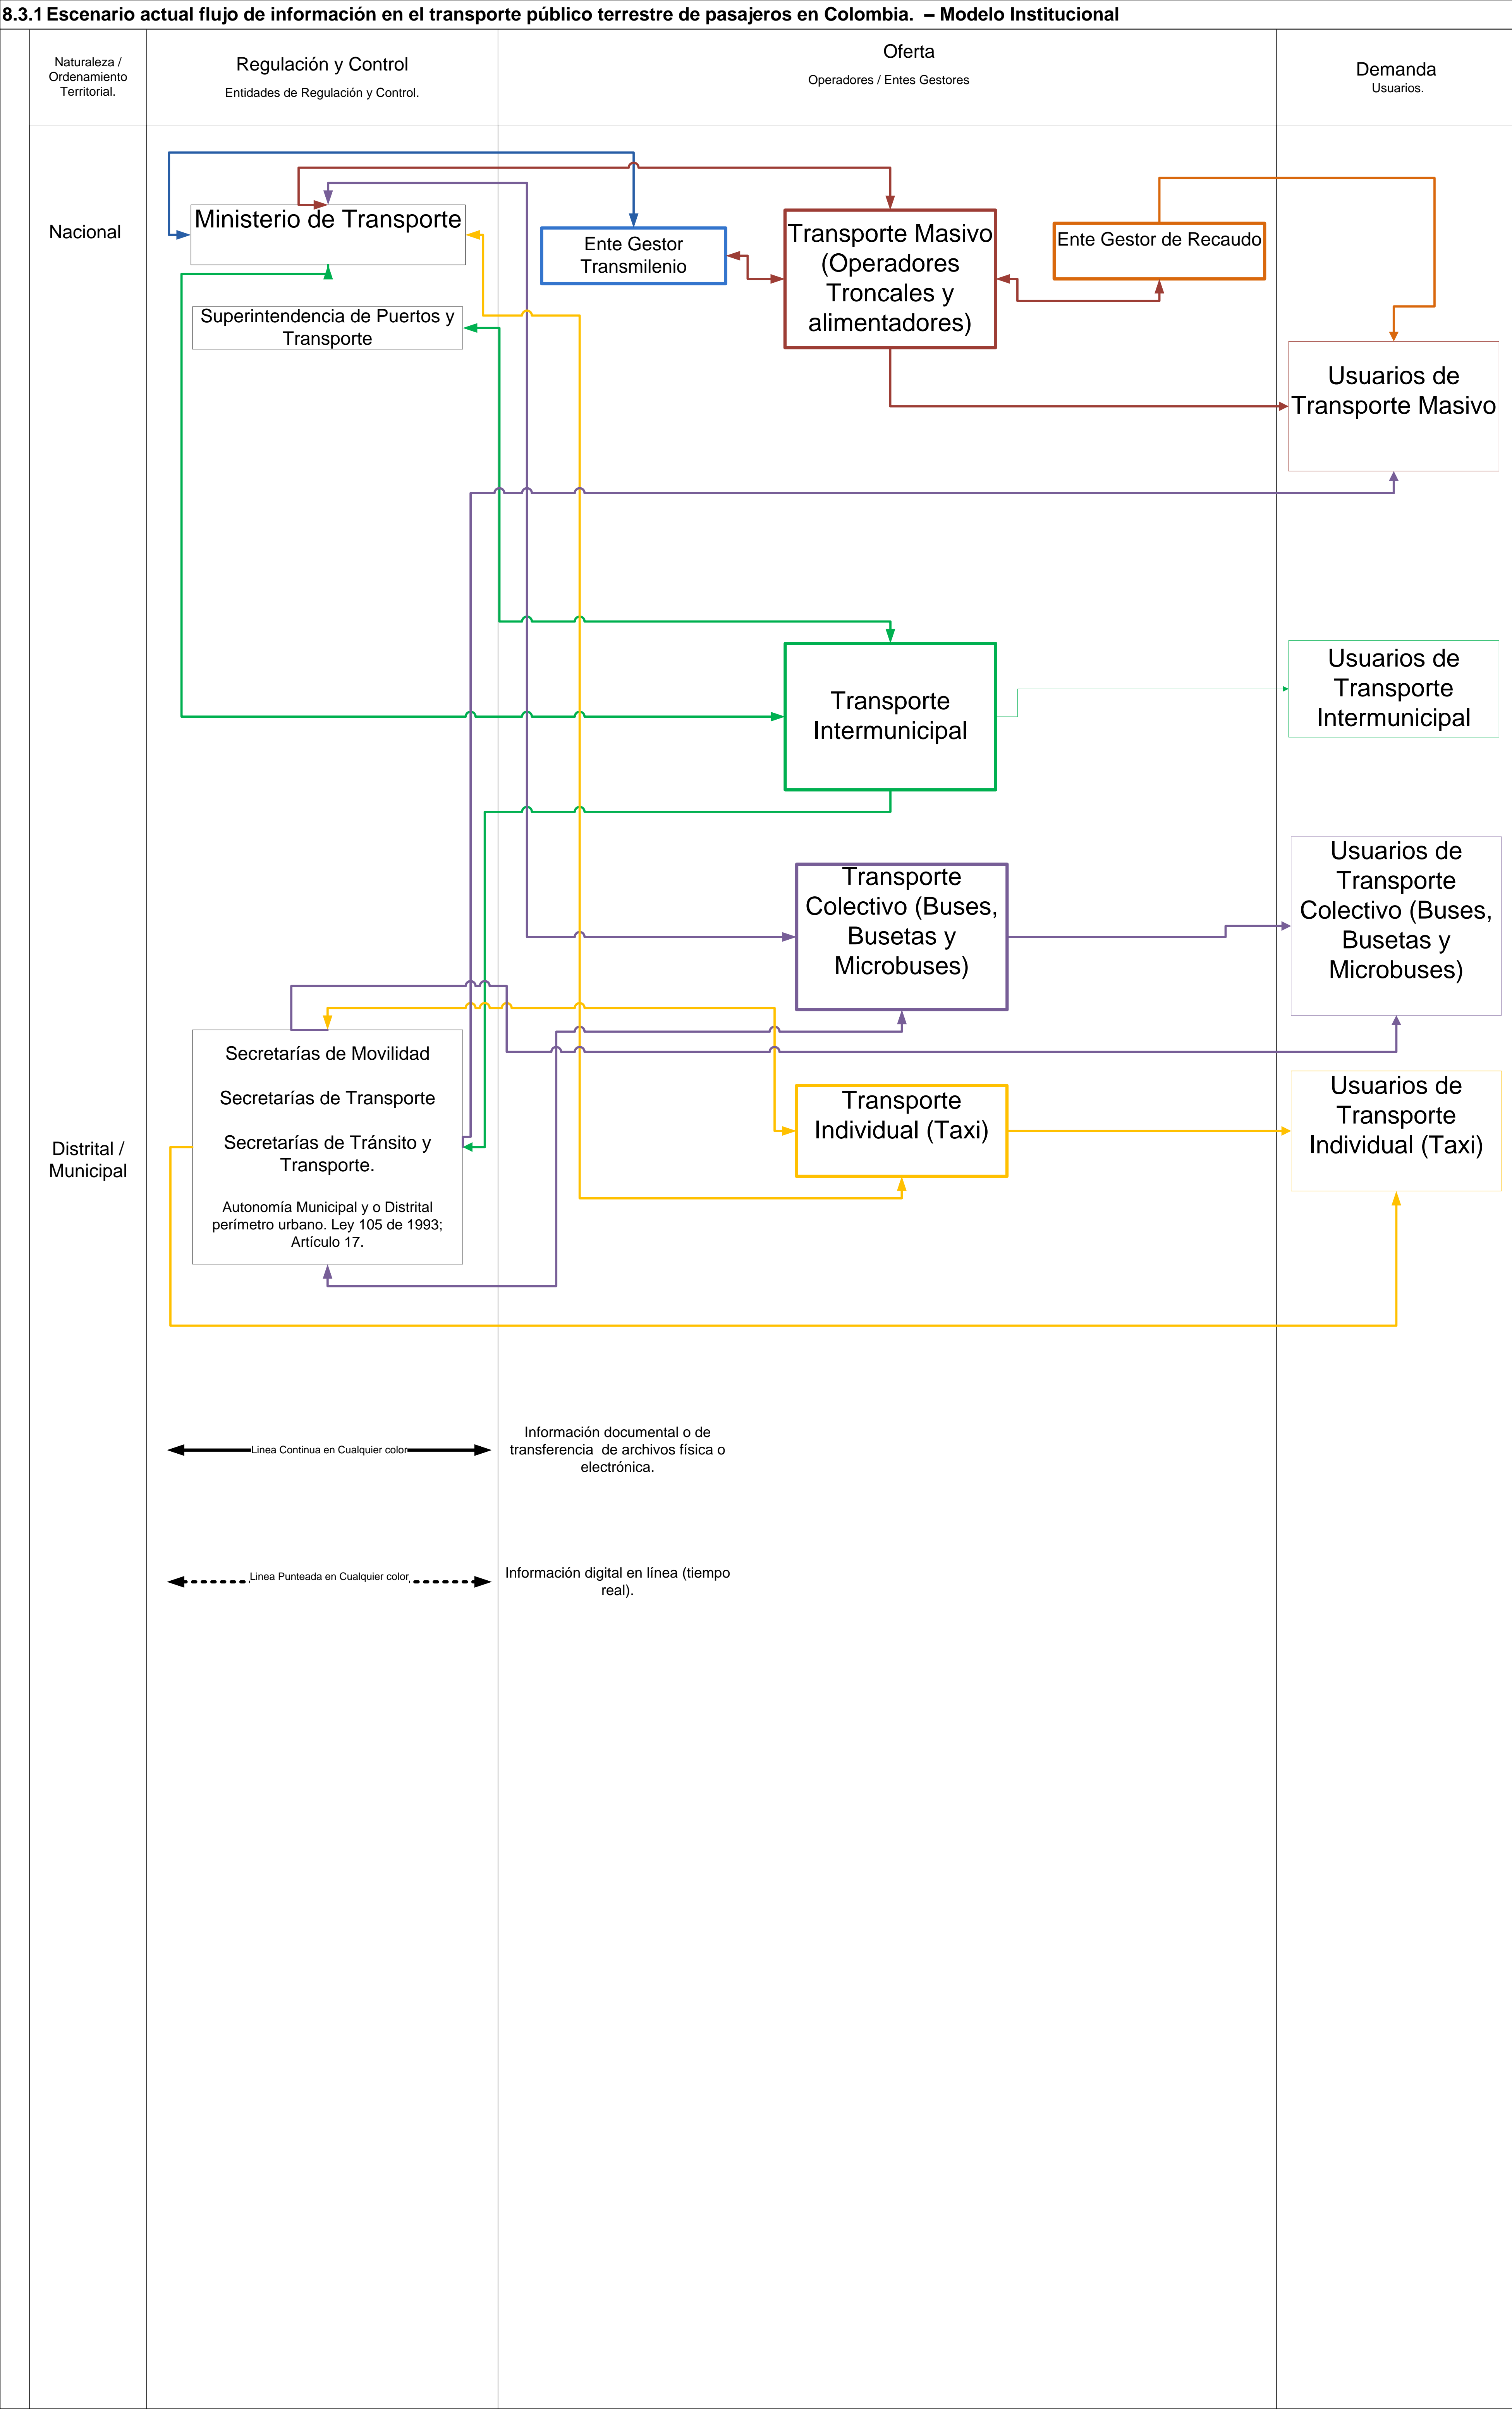 8.3.1 Escenario actual flujo de información en el transporte público terrestre de pasajeros en Colombia. – Modelo Institucional
Naturaleza /
Ordenamiento
Territorial.
Regulación y Control
Entidades de Regulación y Control.
Oferta
Operadores / Entes Gestores
Demanda
Usuarios.
Nacional
Ministerio de Transporte
Superintendencia de Puertos y
Transporte
Ente Gestor
Transmilenio
Transporte Masivo
(Operadores
Troncales y
alimentadores)
Ente Gestor de Recaudo
Usuarios de
Transporte Masivo
Transporte
Intermunicipal
Usuarios de
Transporte
Intermunicipal
Transporte
Colectivo (Buses,
Busetas y
Microbuses)
Usuarios de
Transporte
Colectivo (Buses,
Busetas y
Microbuses)
Distrital /
Municipal
Secretarías de Movilidad
Secretarías de Transporte
Secretarías de Tránsito y
Transporte.
Autonomía Municipal y o Distrital
perímetro urbano. Ley 105 de 1993;
Artículo 17.
Transporte
Individual (Taxi)
Usuarios de
Transporte
Individual (Taxi)
Linea Continua en Cualquier color
Información documental o de
transferencia  de archivos física o
electrónica.
Linea Punteada en Cualquier color
Información digital en línea (tiempo
real).